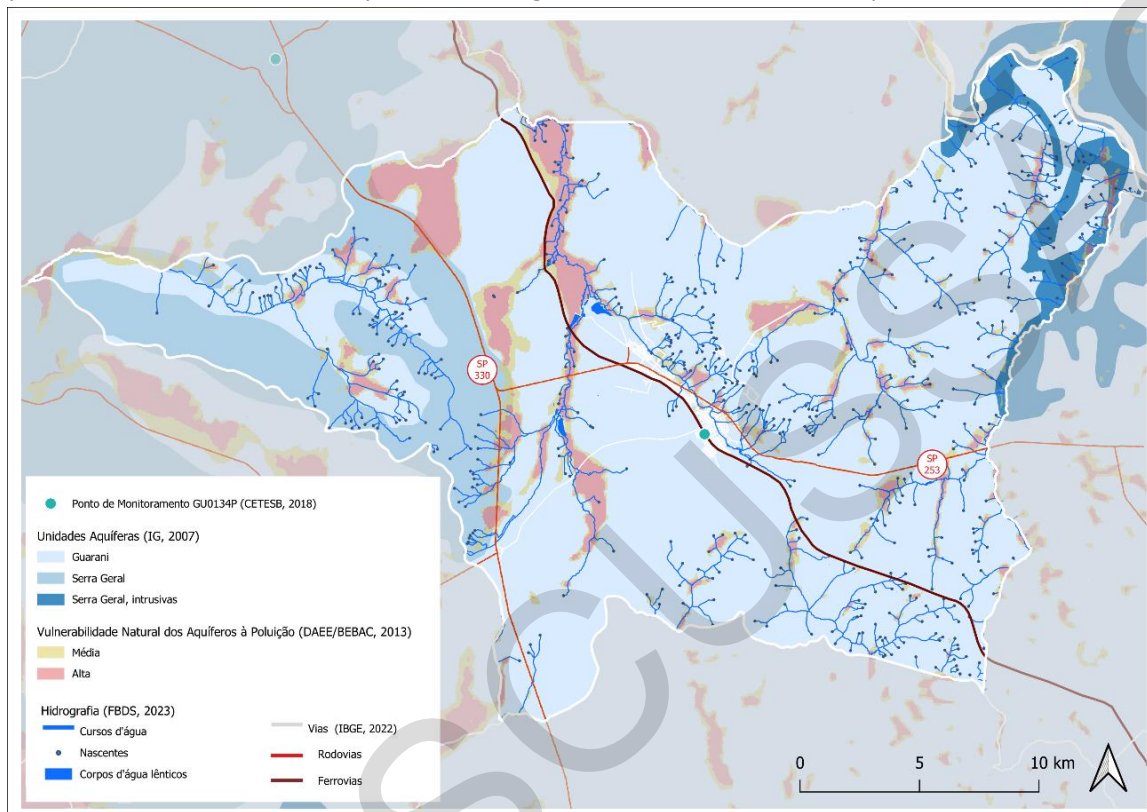 SP
330
SP
253
Ponto de Monitoramento GU0134P (CETESB, 2018)
Unidades Aquíferas (IG, 2007)
Guarani
Serra Geral
Serra Geral, intrusivas
Vulnerabilidade Natural dos Aquíferos à Poluição (DAEE/BEBAC, 2013)
Média
Alta
Hidrografia (FBDS, 2023)
Cursos d'água
Nascentes
Corpos d'água lênticos
Vias (IBGE, 2022)
Rodovias
Ferrovias
0 5 10 km